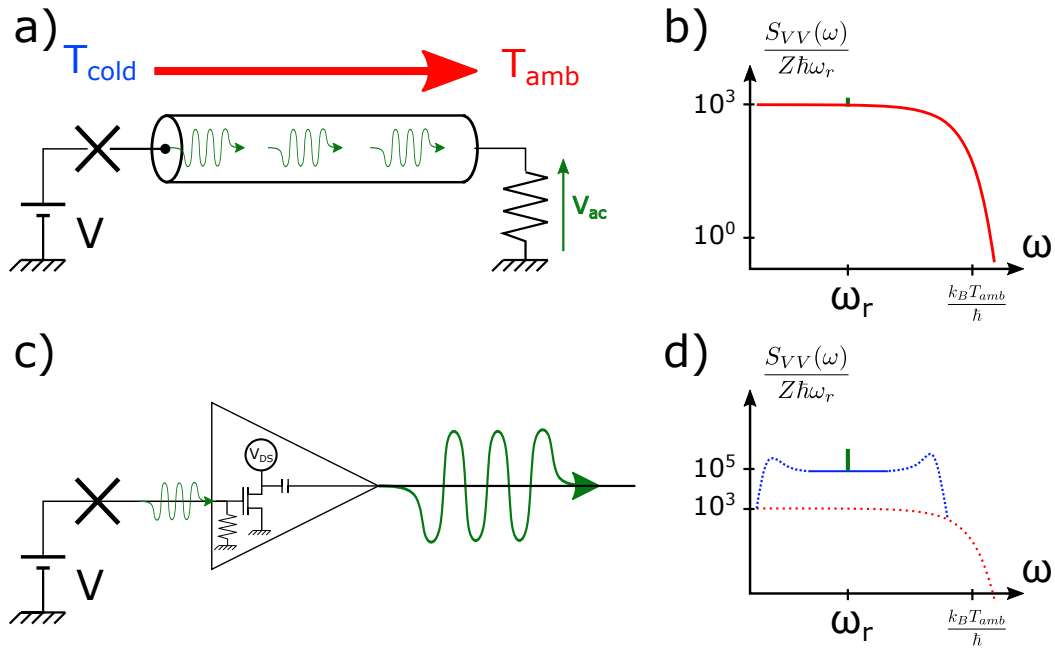 a)
T_cold
T_amb
V
V_ac
b)
S_VV(ω)
Zħω_r
10^3
10^0
ω
ω_r
k_B T_amb
ħ
c)
V_DS
V
d)
S_VV(ω)
Zħω_r
10^5
10^3
ω
ω_r
k_B T_amb
ħ